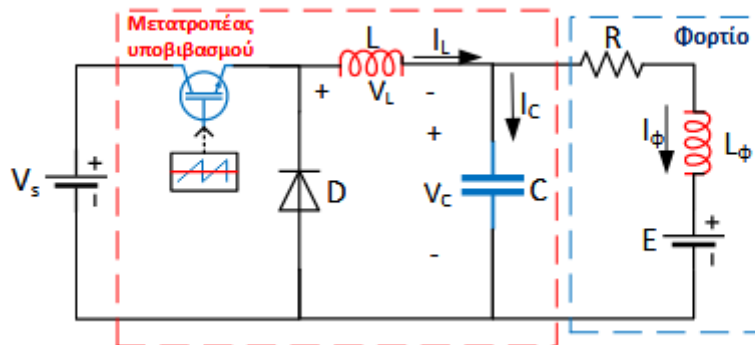 Μετατροπέας
υποβιβασμού
Φορτίο
L
I_L
R
+ V_L -
I_C
I_Φ
L_Φ
V_s
+
-
D
+
V_C
-
C
E
+
-